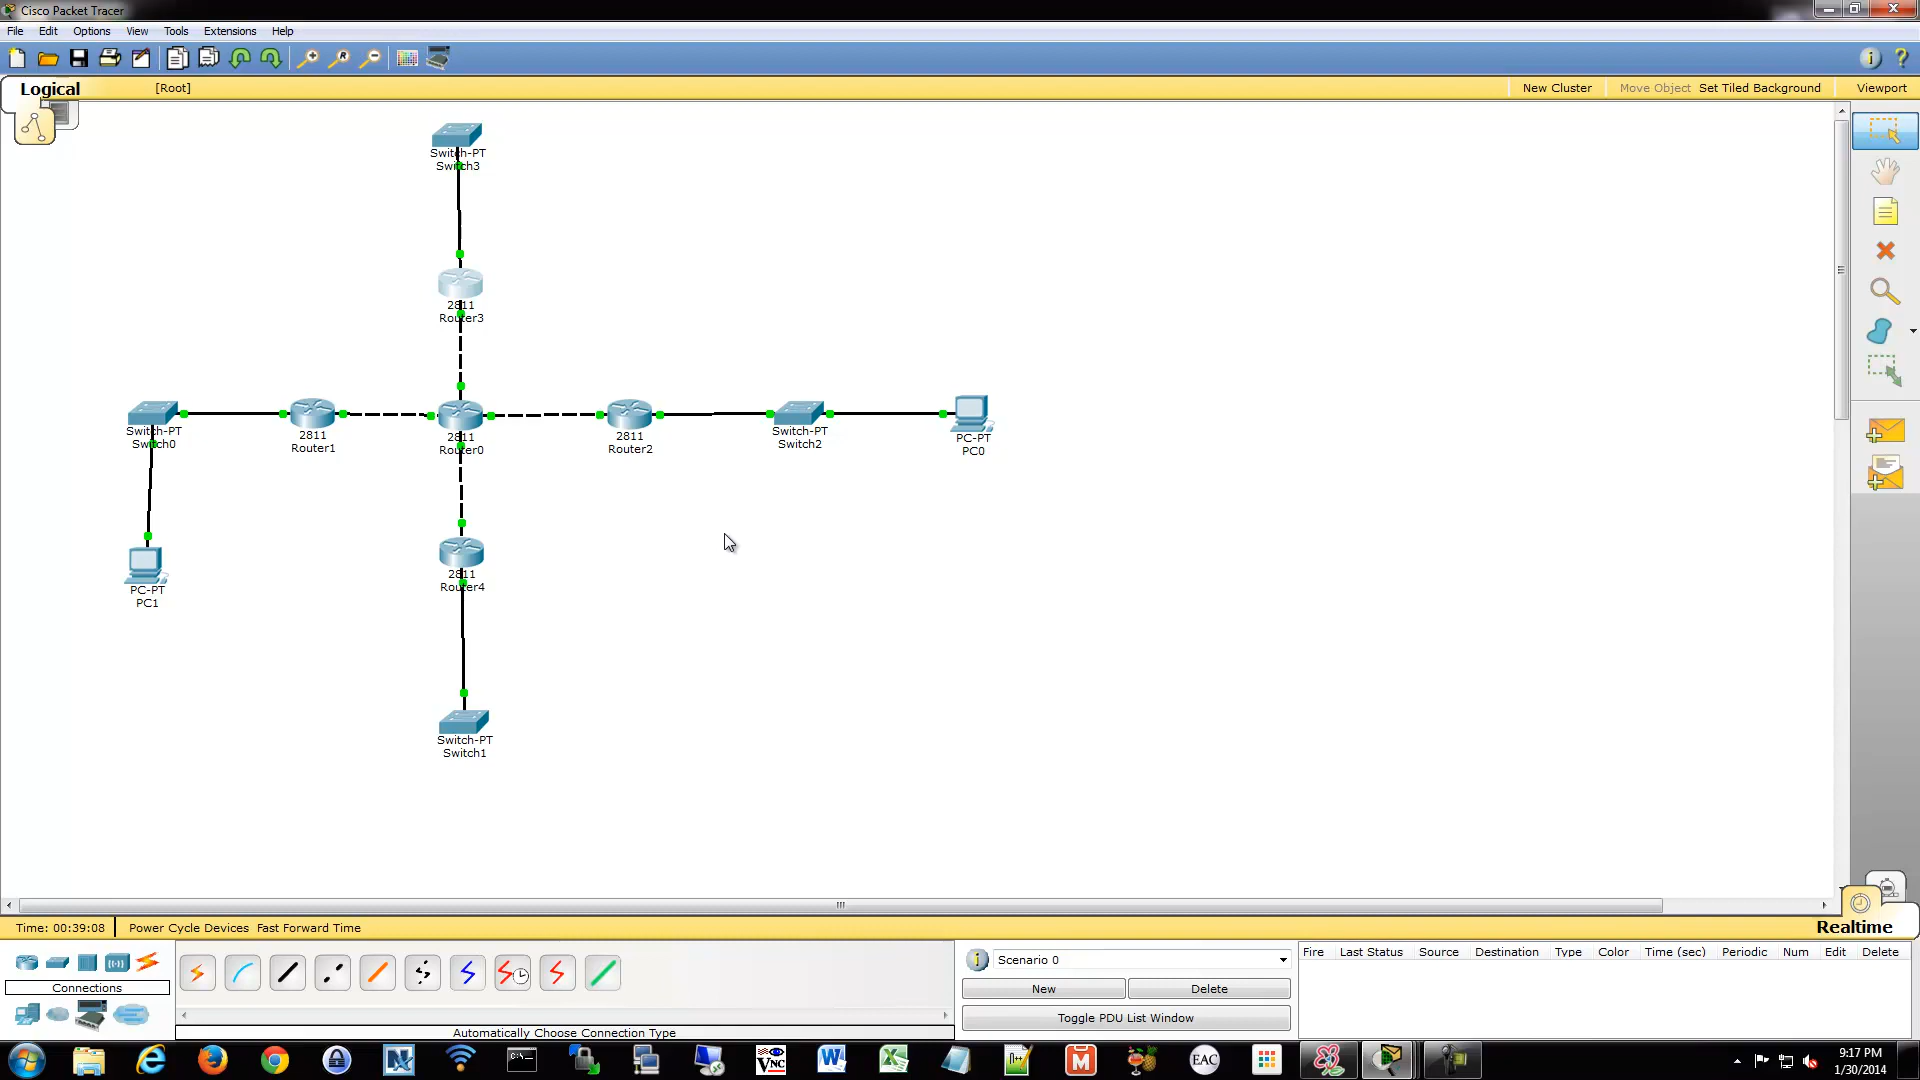 Cisco Packet Tracer
File Edit Options View Tools Extensions Help
Logical [Root] New Cluster Move Object Set Tiled Background Viewport
Switch-PT
Switch3
2811
Router3
Switch-PT
Switch0
2811
Router1
2811
Router0
2811
Router2
Switch-PT
Switch2
PC-PT
PC0
2811
Router4
PC-PT
PC1
Switch-PT
Switch1
Time: 00:39:08 Power Cycle Devices Fast Forward Time Realtime
Connections
Automatically Choose Connection Type
Scenario 0
New Delete
Toggle PDU List Window
Fire Last Status Source Destination Type Color Time (sec) Periodic Num Edit Delete
VNC
EAC
9:17 PM
1/30/2014